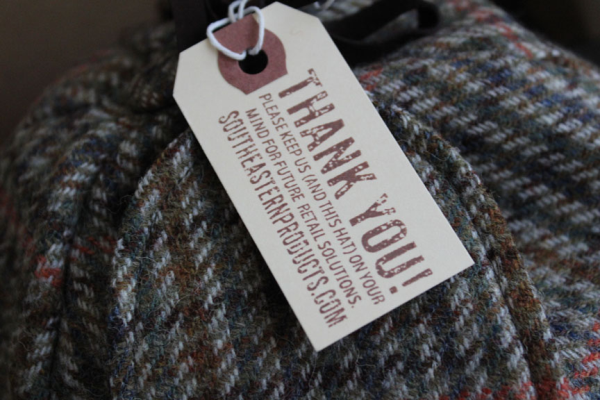 THANK YOU!
PLEASE KEEP US (AND THIS HAT) ON YOUR
MIND FOR FUTURE RETAIL SOLUTIONS.
SOUTHEASTERNPRODUCTS.COM